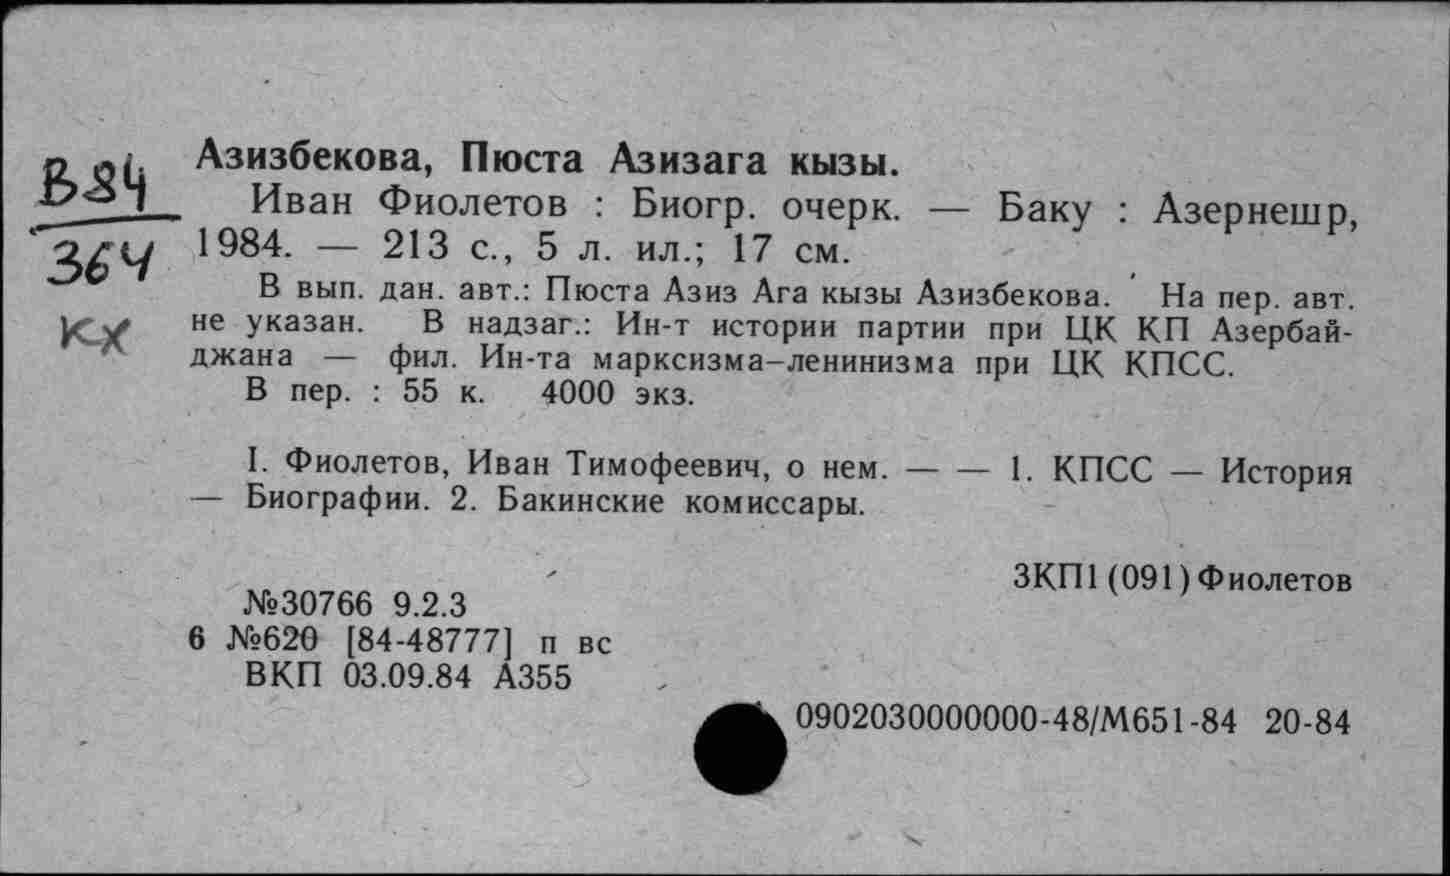 Азизбекова, Пюста Азизага кызы.
В84
Иван Фиолетов : Биогр. очерк. — Баку : Азернешр,
364
1984. — 213 с., 5 л. ил.; 17 см.
В вып. дан. авт.: Пюста Азиз Ага кызы Азизбекова. На пер. авт.
кх
не указан. В надзаг.: Ин-т истории партии при ЦК КП Азербай-
джана — фил. Ин-та марксизма-ленинизма при ЦК КПСС.
В пер. : 55 к. 4000 экз.
I. Фиолетов, Иван Тимофеевич, о нем. — — 1. КПСС — История
— Биографии. 2. Бакинские комиссары.
3КП1(091)Фиолетов
№30766 9.2.3
6 №620 [84-48777] п вс
ВКП 03.09.84 А355
0902030000000-48/М651-84 20-84